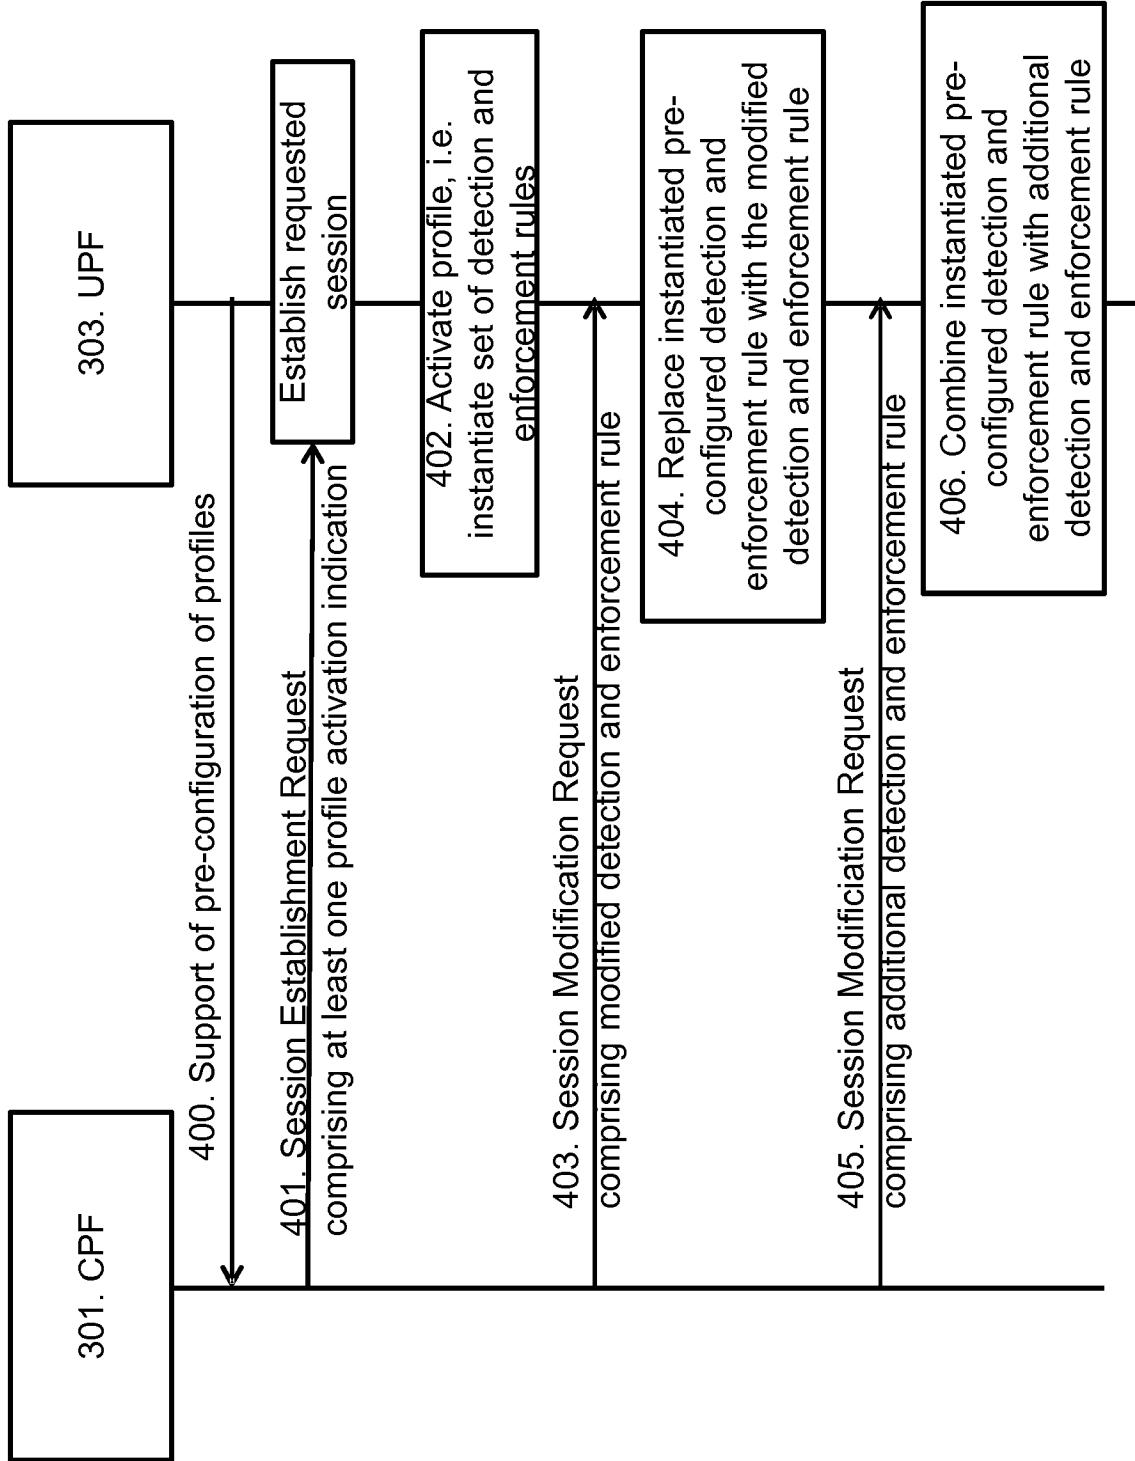 301. CPF
303. UPF
400. Support of pre-configuration of profiles
401. Session Establishment Request
comprising at least one profile activation indication
Establish requested
session
402. Activate profile, i.e.
instantiate set of detection and
enforcement rules
403. Session Modification Request
comprising modified detection and enforcement rule
404. Replace instantiated pre-
configured detection and
enforcement rule with the modified
detection and enforcement rule
405. Session Modificiation Request
comprising additional detection and enforcement rule
406. Combine instantiated pre-
configured detection and
enforcement rule with additional
detection and enforcement rule